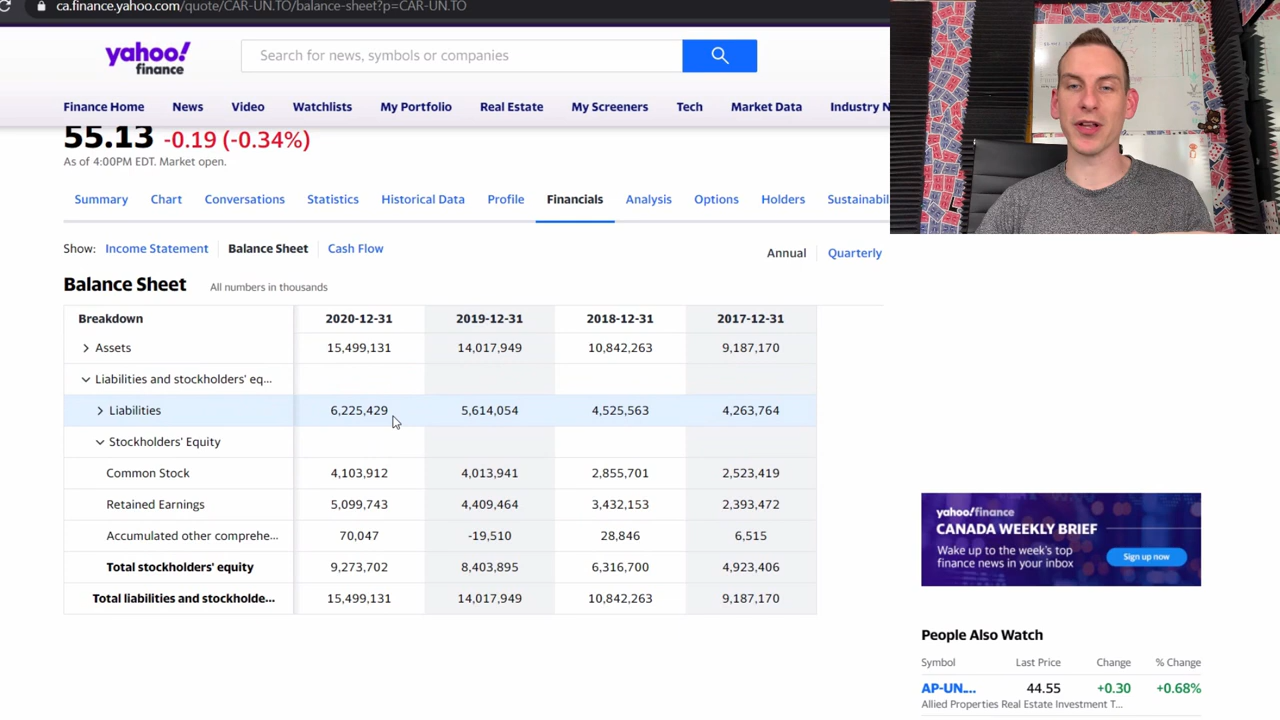 ca.finance.yahoo.com/quote/CAR-UN.TO/balance-sheet?p=CAR-UN.TO
yahoo!
finance
Search for news, symbols or companies
Finance Home News Video Watchlists My Portfolio Real Estate My Screeners Tech Market Data Industry N
55.13 -0.19 (-0.34%)
As of 4:00PM EDT. Market open.
Summary Chart Conversations Statistics Historical Data Profile Financials Analysis Options Holders Sustainabil
Show: Income Statement Balance Sheet Cash Flow Annual Quarterly
Balance Sheet All numbers in thousands
Breakdown 2020-12-31 2019-12-31 2018-12-31 2017-12-31
Assets 15,499,131 14,017,949 10,842,263 9,187,170
Liabilities and stockholders' eq...
Liabilities 6,225,429 5,614,054 4,525,563 4,263,764
Stockholders' Equity
Common Stock 4,103,912 4,013,941 2,855,701 2,523,419
Retained Earnings 5,099,743 4,409,464 3,432,153 2,393,472
Accumulated other comprehe... 70,047 -19,510 28,846 6,515
Total stockholders' equity 9,273,702 8,403,895 6,316,700 4,923,406
Total liabilities and stockholde... 15,499,131 14,017,949 10,842,263 9,187,170
yahoo!finance
CANADA WEEKLY BRIEF
Wake up to the week's top
finance news in your inbox
Sign up now
People Also Watch
Symbol Last Price Change % Change
AP-UN.... 44.55 +0.30 +0.68%
Allied Properties Real Estate Investment T...